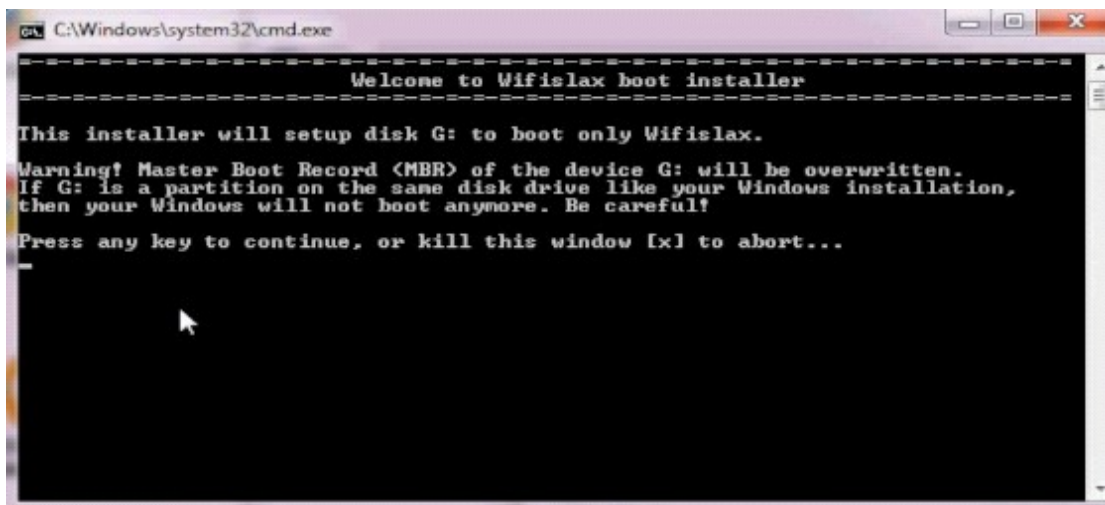 C:\Windows\system32\cmd.exe
=-=-=-=-=-=-=-=-=-=-=-=-=-=-=-=-=-=-=-=-=-=-=-=-=-=-=-=-=-=-=-=-=-=-=-=-=-=-=
Welcome to Wifislax boot installer
=-=-=-=-=-=-=-=-=-=-=-=-=-=-=-=-=-=-=-=-=-=-=-=-=-=-=-=-=-=-=-=-=-=-=-=-=-=-=
This installer will setup disk G: to boot only Wifislax.
Warning! Master Boot Record (MBR) of the device G: will be overwritten.
If G: is a partition on the same disk drive like your Windows installation,
then your Windows will not boot anymore. Be careful!
Press any key to continue, or kill this window [x] to abort...